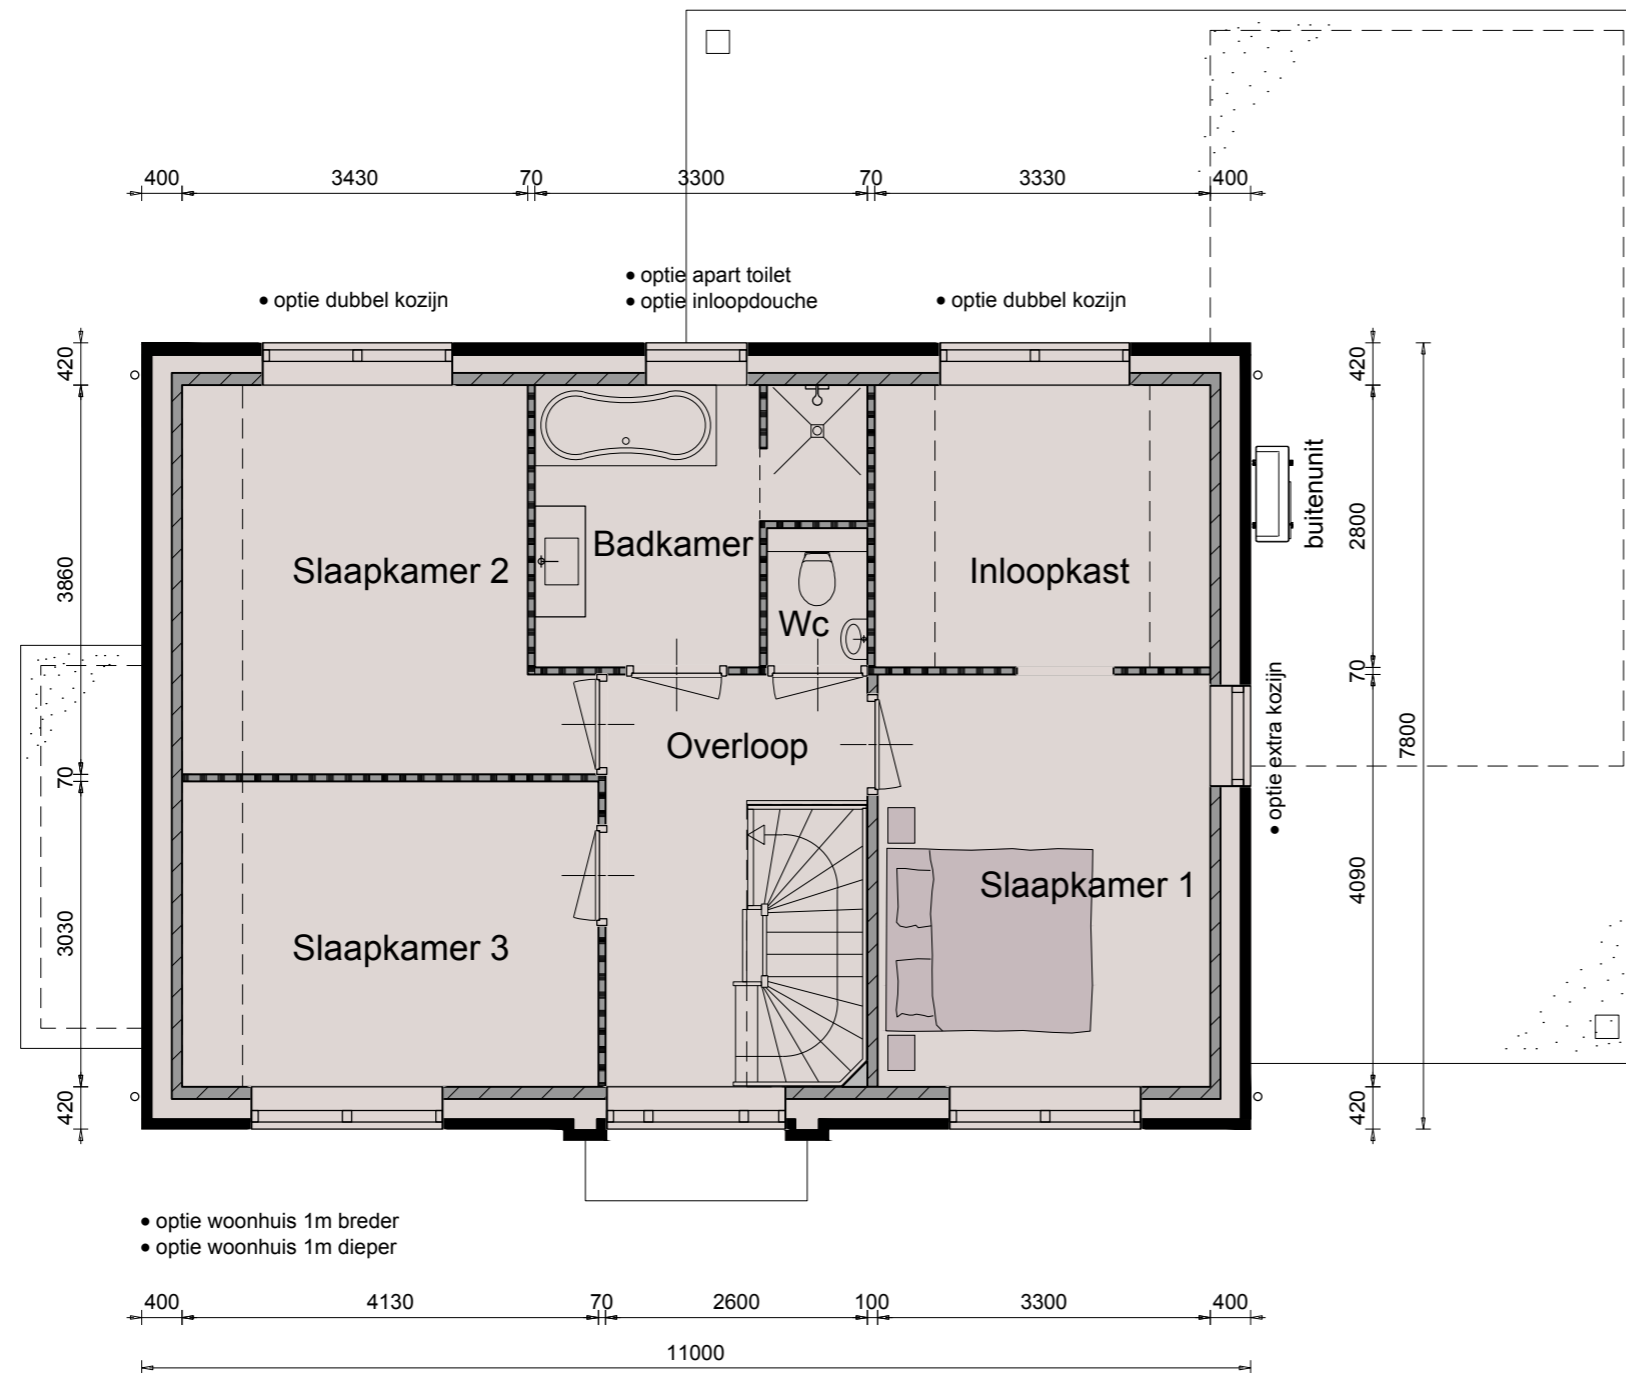 400 3430 70 3300 70 3330 400
• optie apart toilet
• optie dubbel kozijn • optie inloopdouche • optie dubbel kozijn
420
3860
70
3030
420
Slaapkamer 2
Badkamer
Wc
Inloopkast
Overloop
Slaapkamer 1
Slaapkamer 3
buitenunit
• optie extra kozijn
420
2800
70
4090
420
7800
• optie woonhuis 1m breder
• optie woonhuis 1m dieper
400 4130 70 2600 100 3300 400
11000